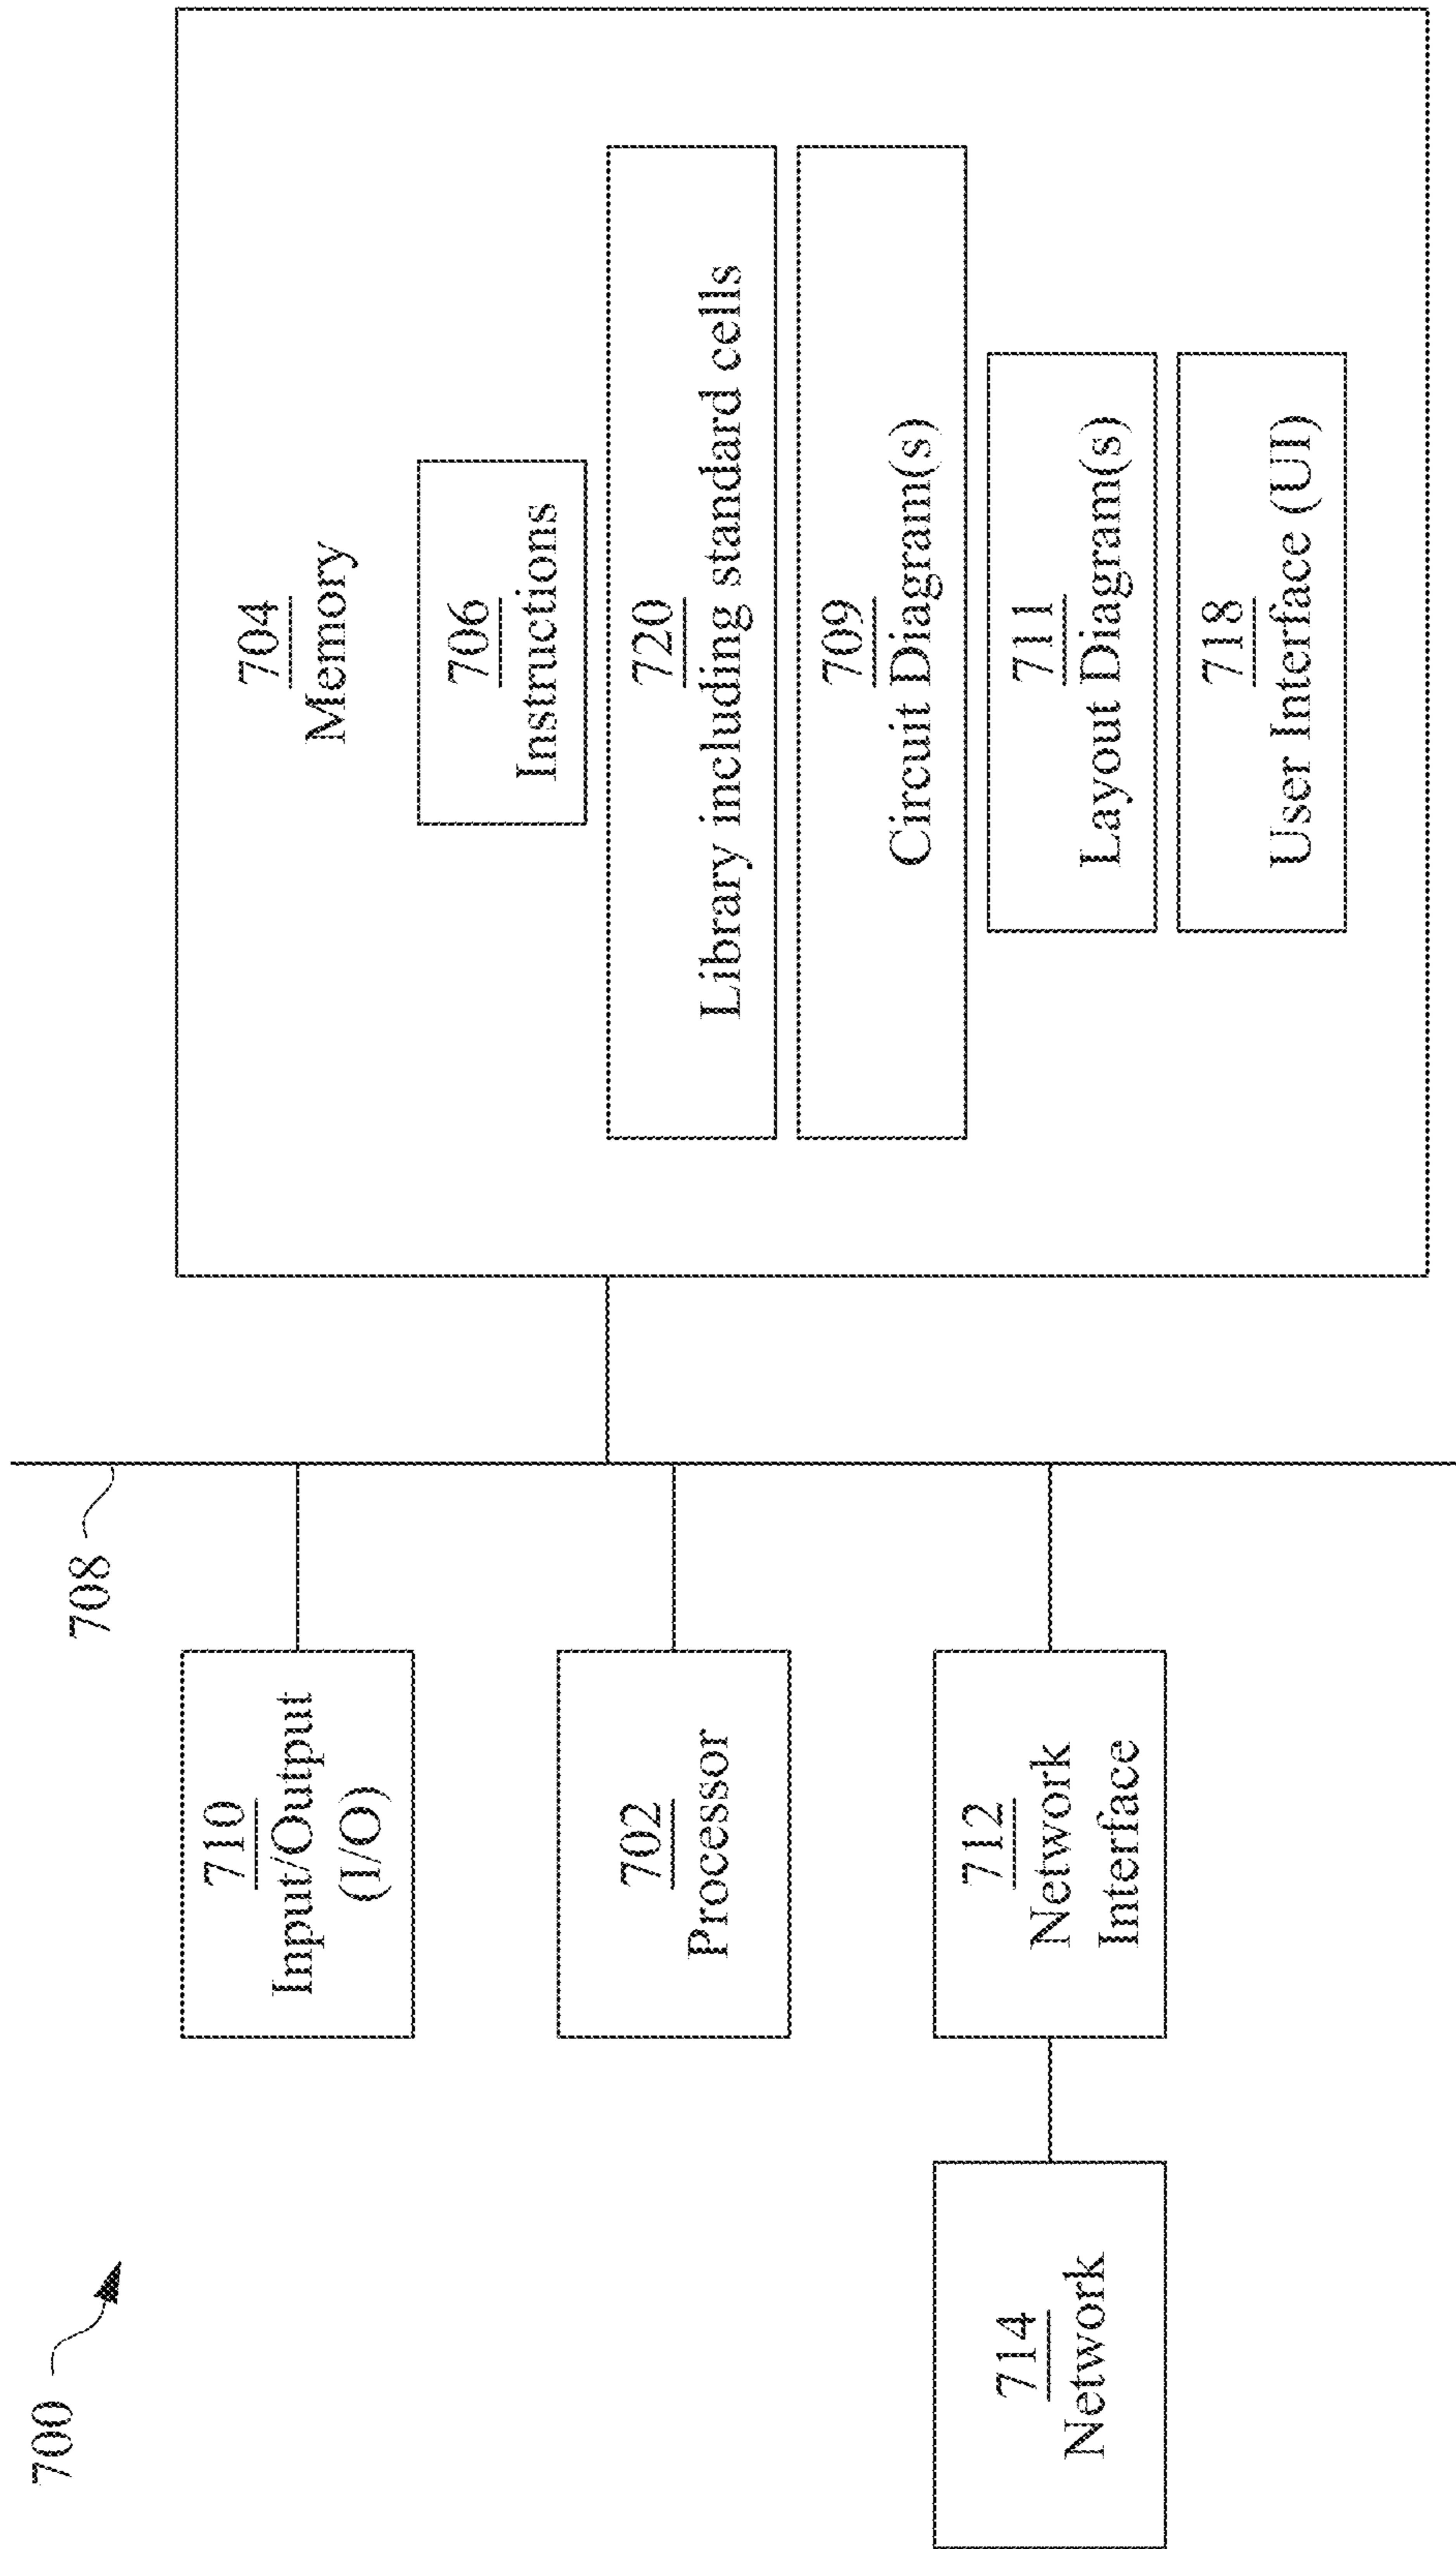 700
708
710
Input/Output
(I/O)
702
Processor
714
Network
712
Network
Interface
704
Memory
706
Instructions
720
Library including standard cells
709
Circuit Diagram(s)
711
Layout Diagram(s)
718
User Interface (UI)